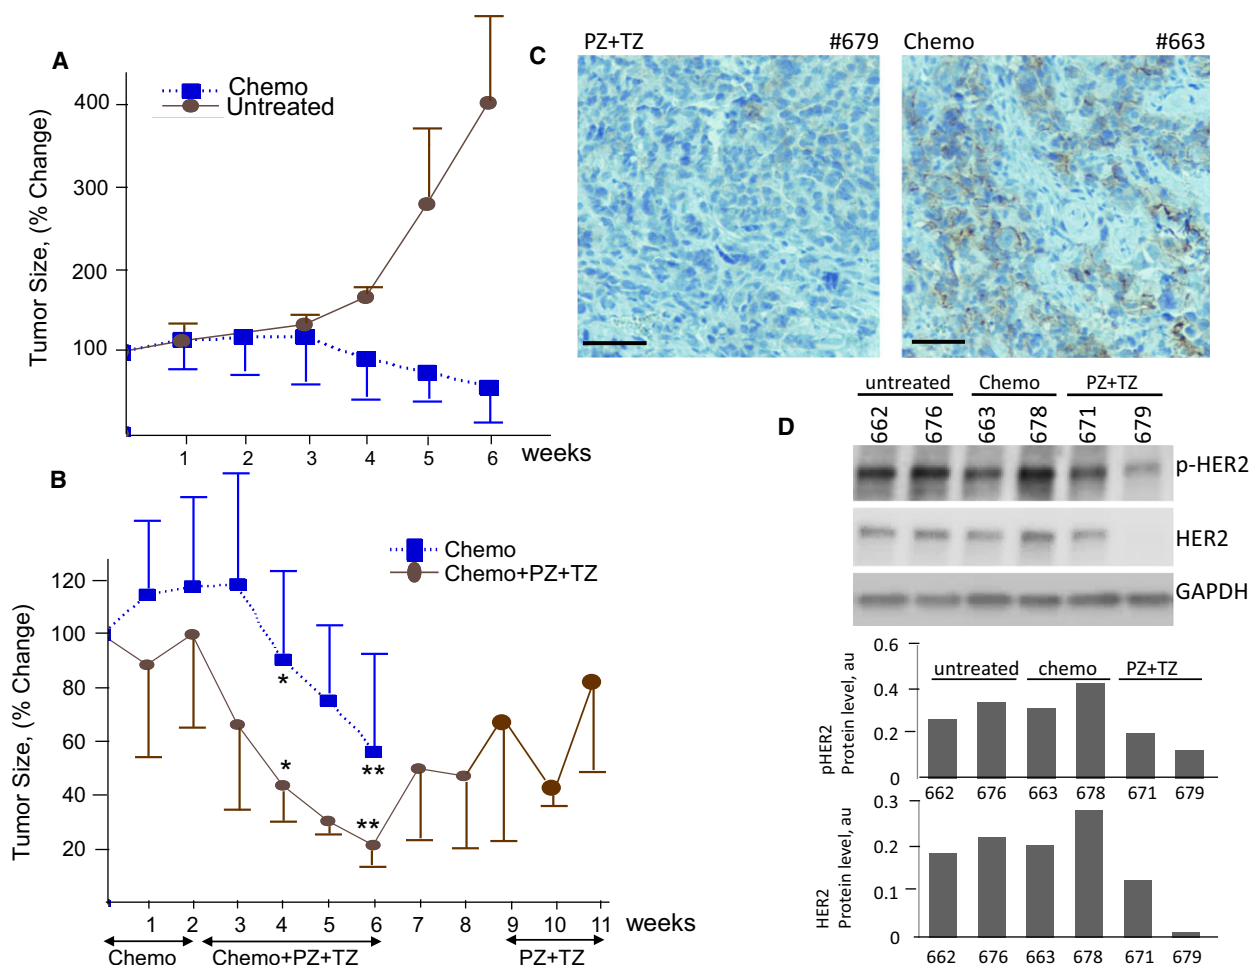 A
Tumor Size, (% Change)
400
300
200
100
Chemo
Untreated
1 2 3 4 5 6 weeks
B
Tumor Size, (% Change)
120
100
80
60
40
20
Chemo
Chemo+PZ+TZ
*
*
**
**
1 2 3 4 5 6 7 8 9 10 11 weeks
Chemo Chemo+PZ+TZ PZ+TZ
C
PZ+TZ #679
Chemo #663
D
untreated Chemo PZ+TZ
662 676 663 678 671 679
p-HER2
HER2
GAPDH
pHER2
Protein level, au
0.6
0.4
0.2
0
untreated chemo PZ+TZ
662 676 663 678 671 679
HER2
Protein level, au
0.3
0.2
0.1
0
662 676 663 678 671 679